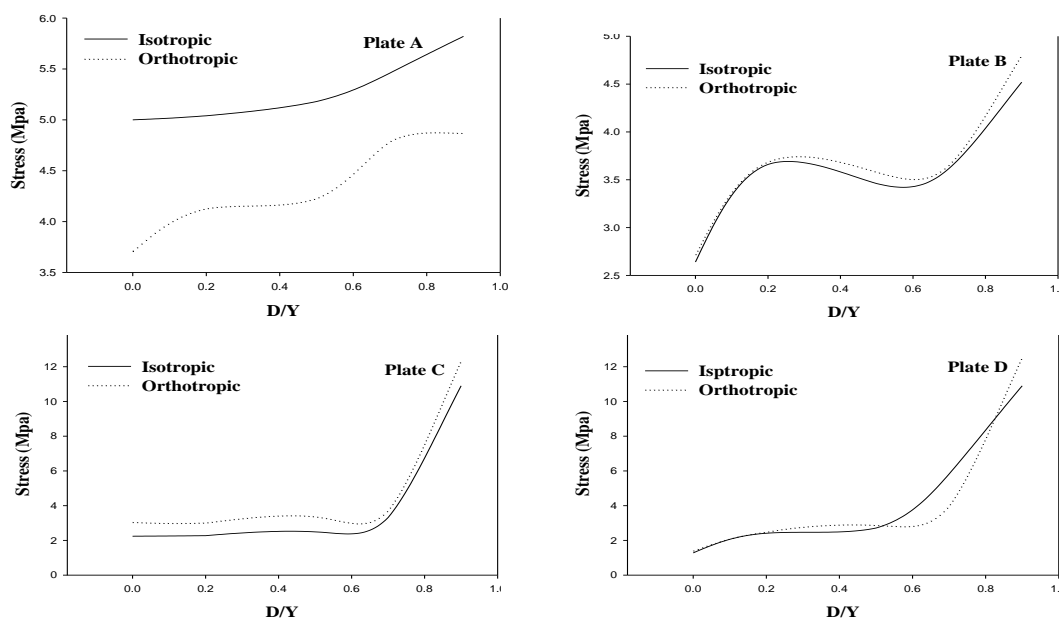 6.0
5.5
5.0
4.5
4.0
3.5
Stress (Mpa)
Isotropic
Orthotropic
Plate A
0.0 0.2 0.4 0.6 0.8 1.0
D/Y
5.0
4.5
4.0
3.5
3.0
2.5
Stress (Mpa)
Isotropic
Orthotropic
Plate B
0.0 0.2 0.4 0.6 0.8 1.
D/Y
12
10
8
6
4
2
0
Stress (Mpa)
Isotropic
Orthotropic
Plate C
0.0 0.2 0.4 0.6 0.8 1.0
D/Y
12
10
8
6
4
2
0
Stress (Mpa)
Isptropic
Orthotropic
Plate D
0.0 0.2 0.4 0.6 0.8 1.
D/Y